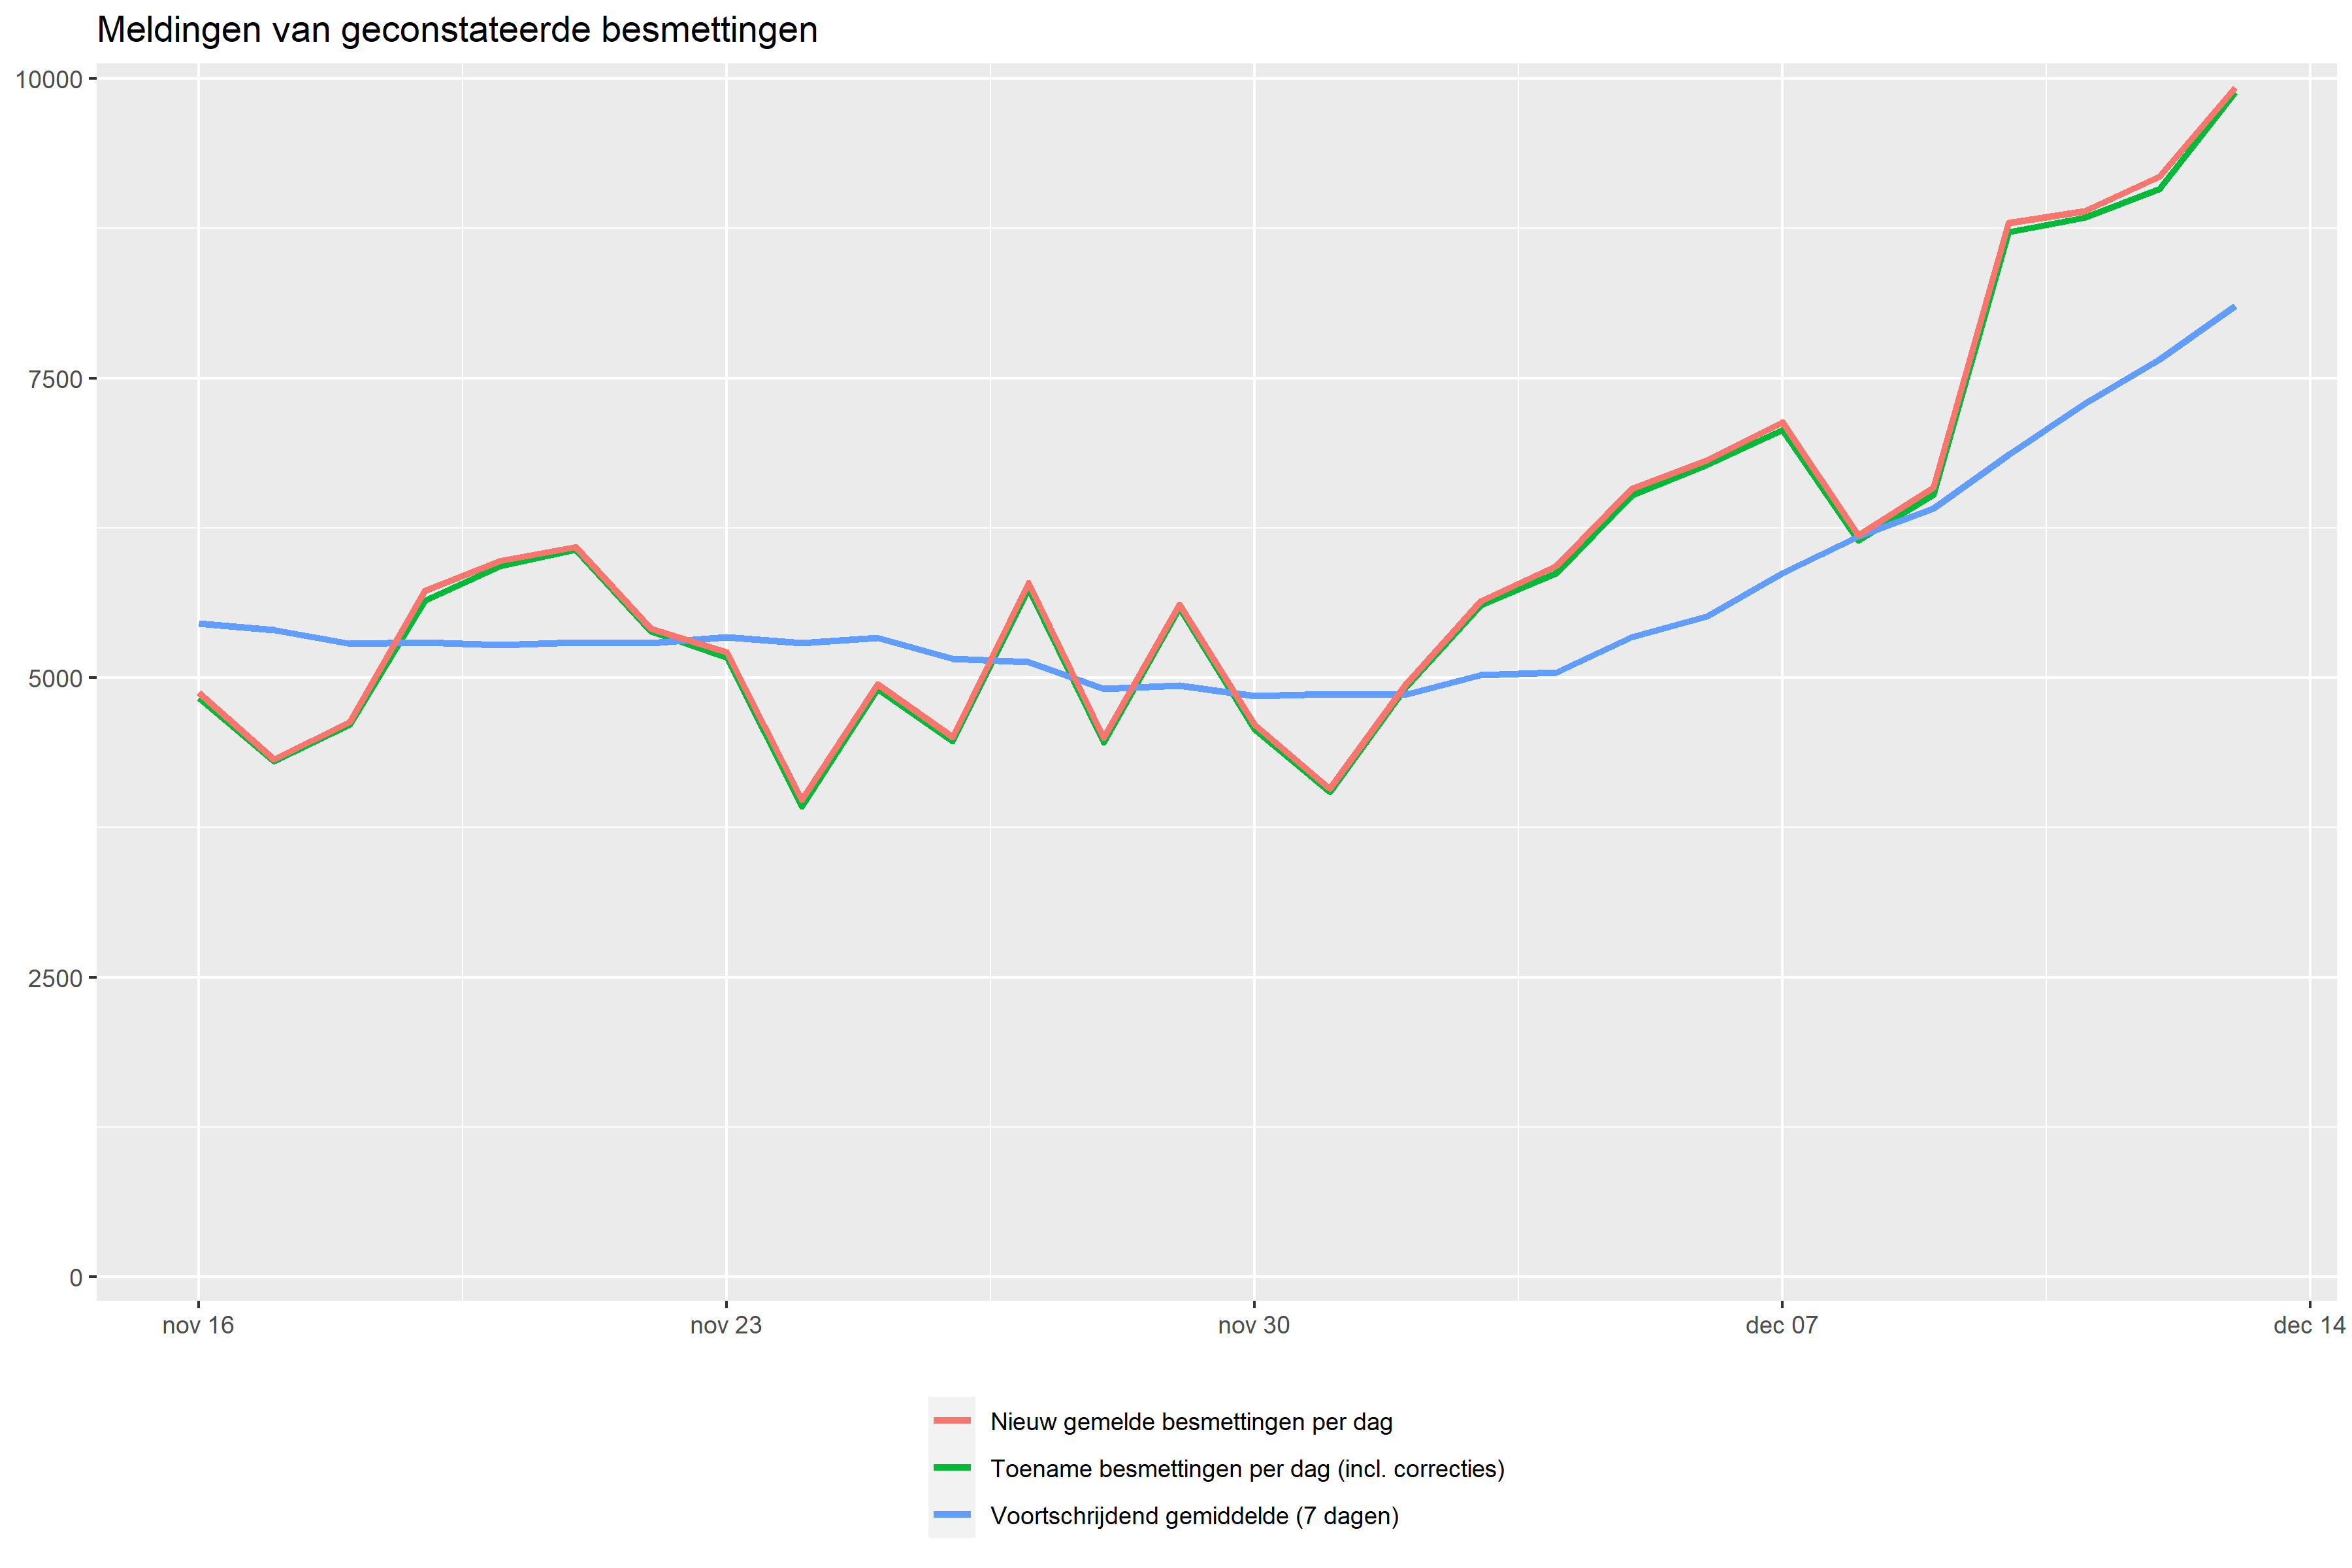 Meldingen van geconstateerde besmettingen
10000
7500
5000
2500
0
nov 16 nov 23 nov 30 dec 07 dec 14
Nieuw gemelde besmettingen per dag
Toename besmettingen per dag (incl. correcties)
Voortschrijdend gemiddelde (7 dagen)